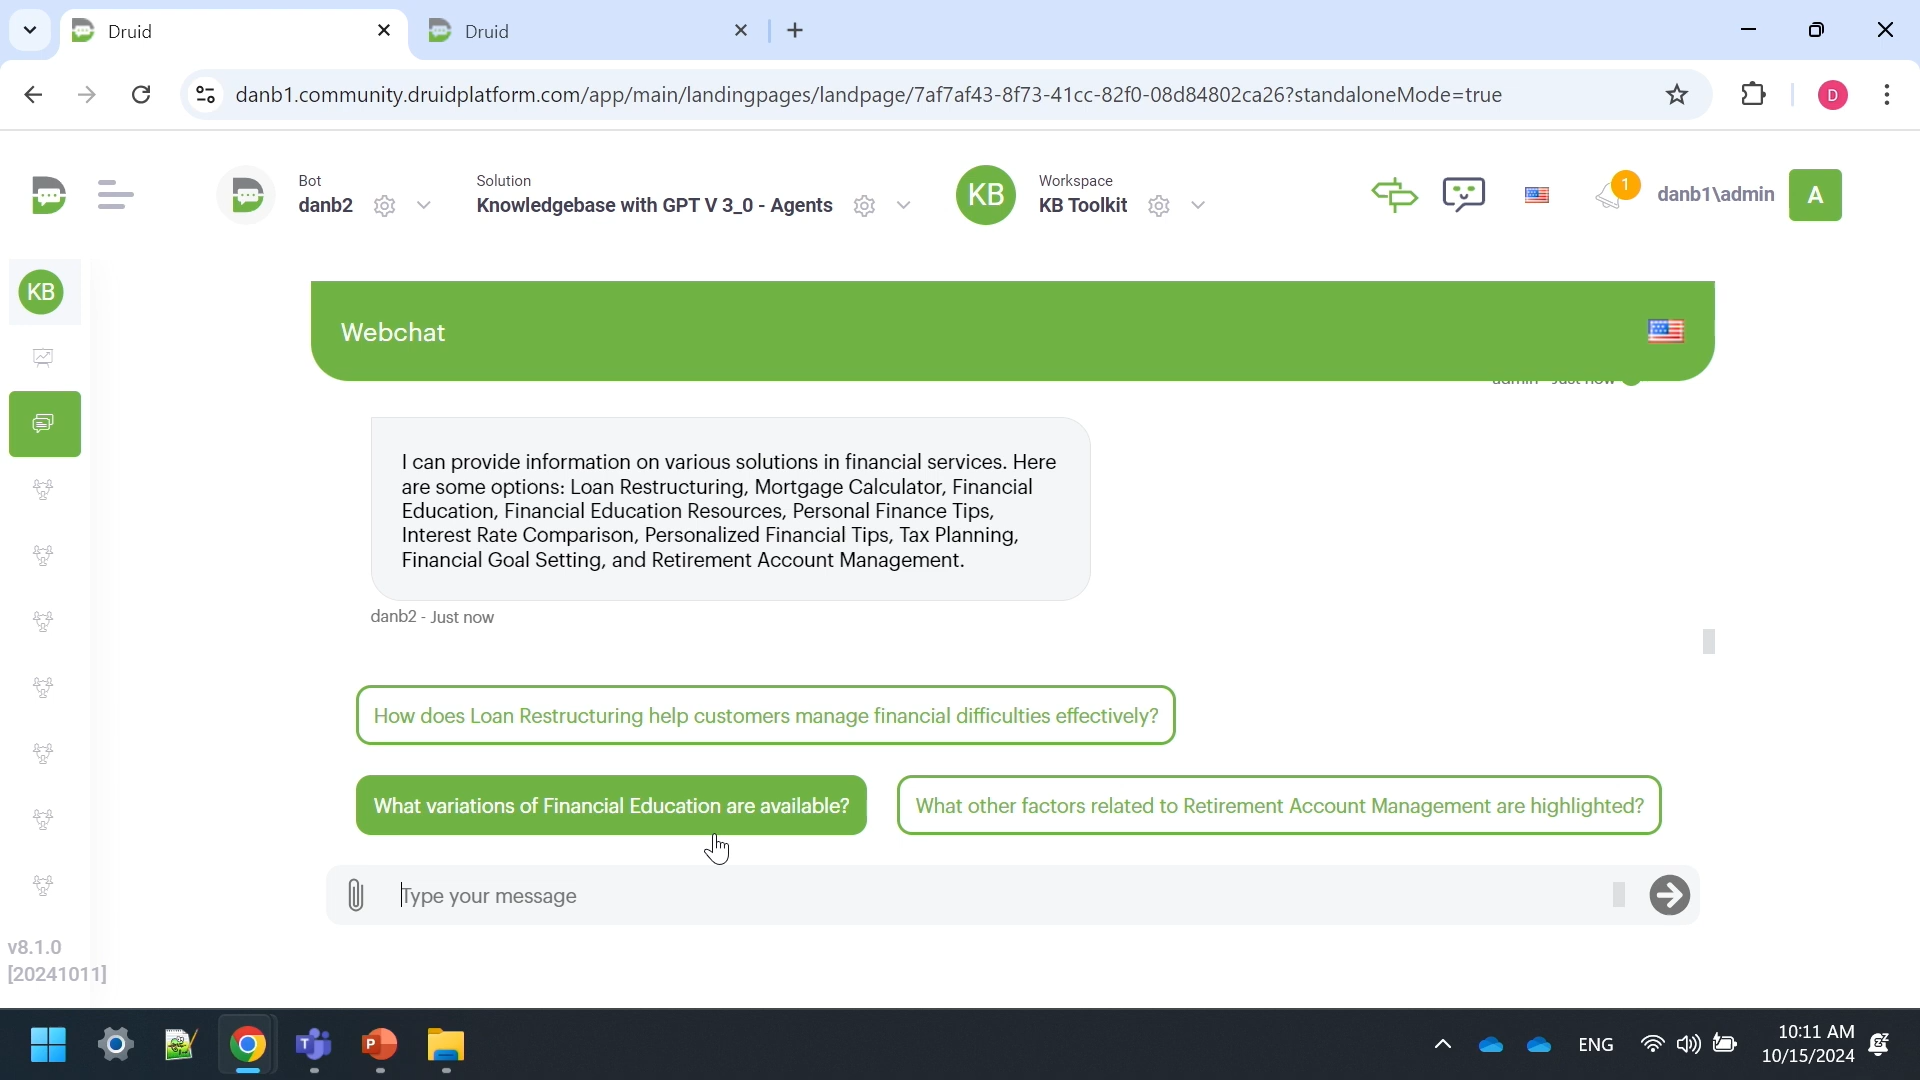 Druid
Druid
danb1.community.druidplatform.com/app/main/landingpages/landpage/7af7af43-8f73-41cc-82f0-08d84802ca26?standaloneMode=true
D
Bot
danb2
Solution
Knowledgebase with GPT V 3_0 - Agents
KB
Workspace
KB Toolkit
1
danb1\admin
A
KB
Webchat
admin - Just now
I can provide information on various solutions in financial services. Here
are some options: Loan Restructuring, Mortgage Calculator, Financial
Education, Financial Education Resources, Personal Finance Tips,
Interest Rate Comparison, Personalized Financial Tips, Tax Planning,
Financial Goal Setting, and Retirement Account Management.
danb2 - Just now
How does Loan Restructuring help customers manage financial difficulties effectively?
What variations of Financial Education are available?
What other factors related to Retirement Account Management are highlighted?
Type your message
v8.1.0
[20241011]
ENG
10:11 AM
10/15/2024